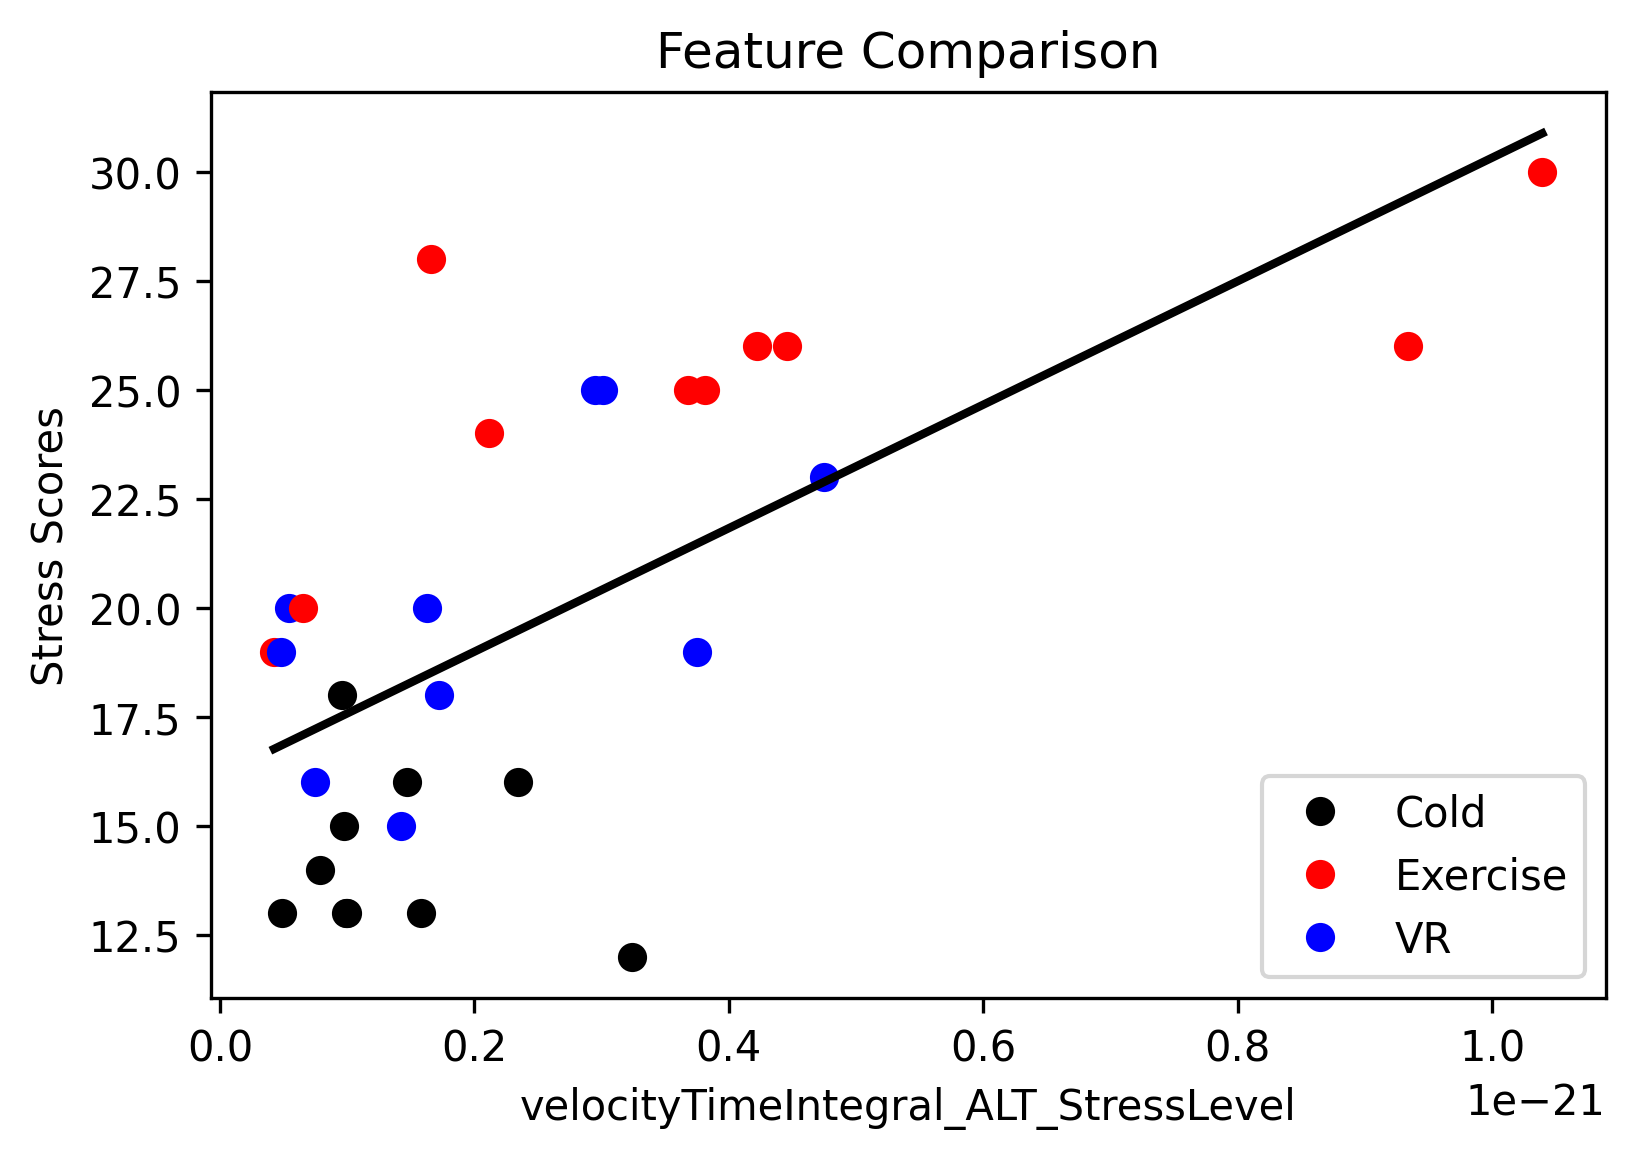 Feature Comparison
30.0
27.5
25.0
22.5
20.0
17.5
15.0
12.5
Stress Scores
Cold
Exercise
VR
0.0 0.2 0.4 0.6 0.8 1.0
1e−21
velocityTimeIntegral_ALT_StressLevel